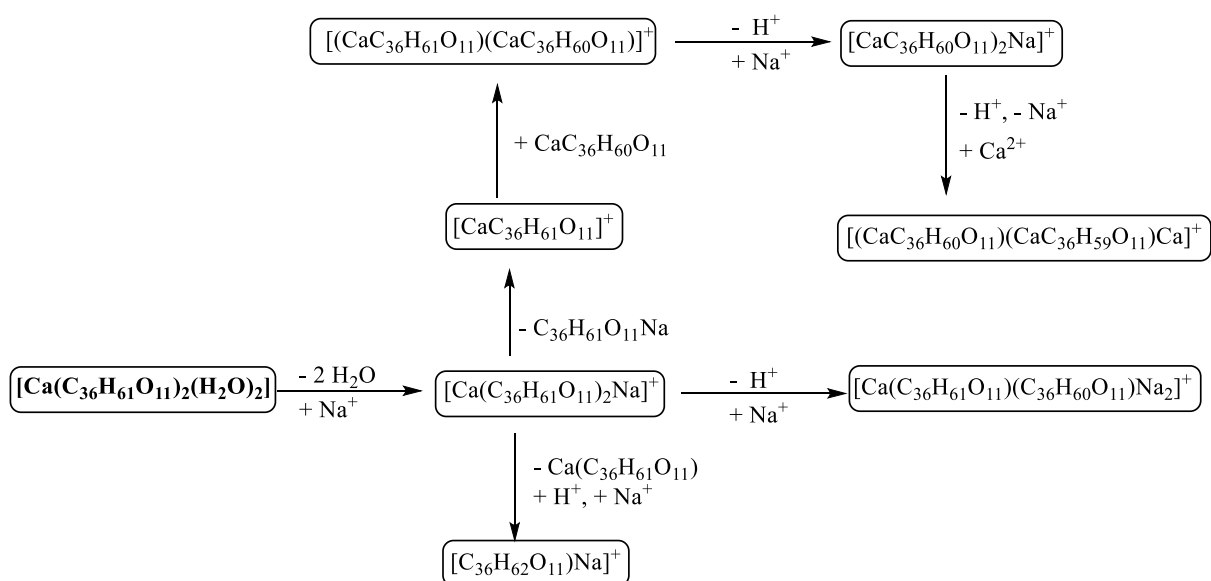 [(CaC₃₆H₆₁O₁₁)(CaC₃₆H₆₀O₁₁)]⁺
- H⁺
+ Na⁺
[CaC₃₆H₆₀O₁₁)₂Na]⁺
+ CaC₃₆H₆₀O₁₁
- H⁺, - Na⁺
+ Ca²⁺
[CaC₃₆H₆₁O₁₁]⁺
[(CaC₃₆H₆₀O₁₁)(CaC₃₆H₅₉O₁₁)Ca]⁺
- C₃₆H₆₁O₁₁Na
[Ca(C₃₆H₆₁O₁₁)₂(H₂O)₂]
- 2 H₂O
+ Na⁺
[Ca(C₃₆H₆₁O₁₁)₂Na]⁺
- H⁺
+ Na⁺
[Ca(C₃₆H₆₁O₁₁)(C₃₆H₆₀O₁₁)Na₂]⁺
- Ca(C₃₆H₆₁O₁₁)
+ H⁺, + Na⁺
[C₃₆H₆₂O₁₁)Na]⁺